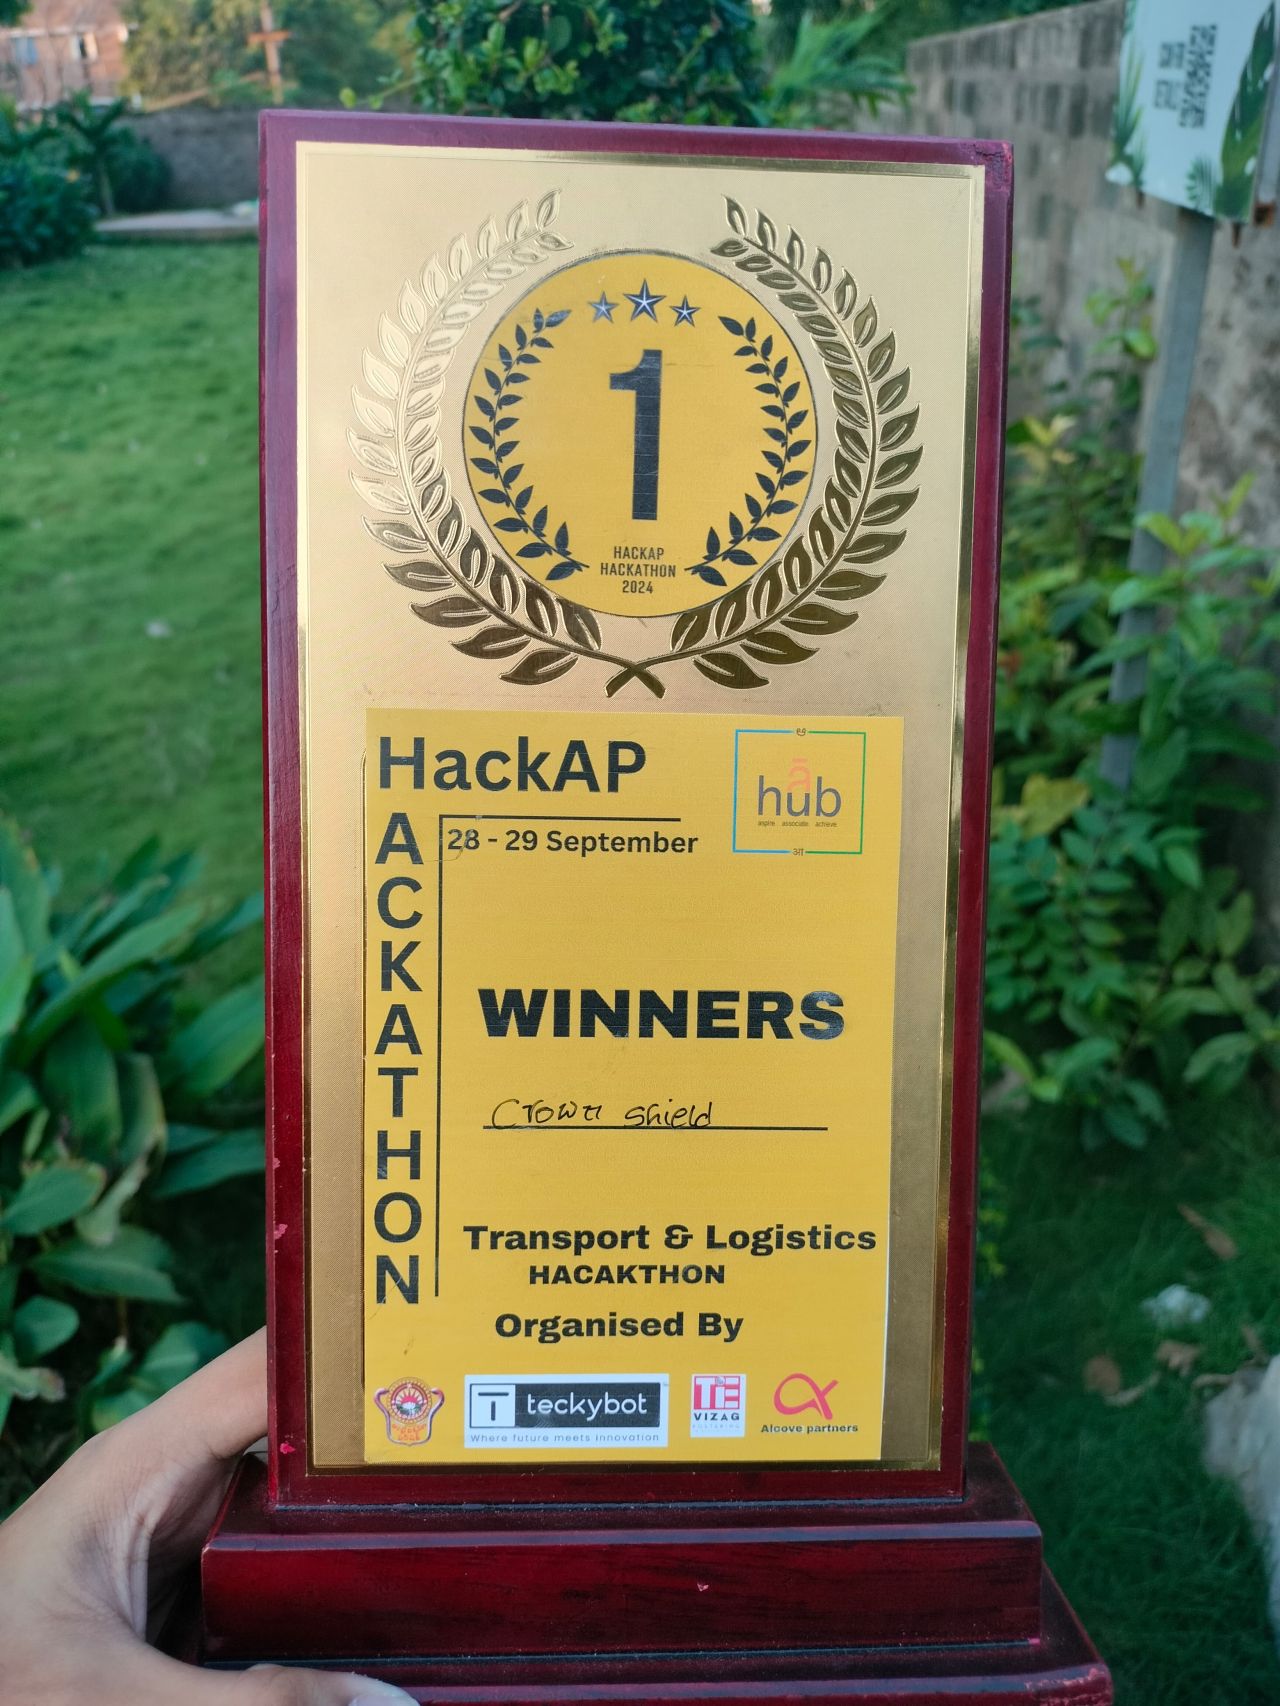 1
HACKAP
HACKATHON
2024
HackAP
HACKATHON
28 - 29 September
ā
hub
aspire associate achieve
आ
WINNERS
Crown shield
Transport & Logistics
HACAKTHON
Organised By
T teckybot
Where future meets innovation
TiE
VIZAG
Alcove partners